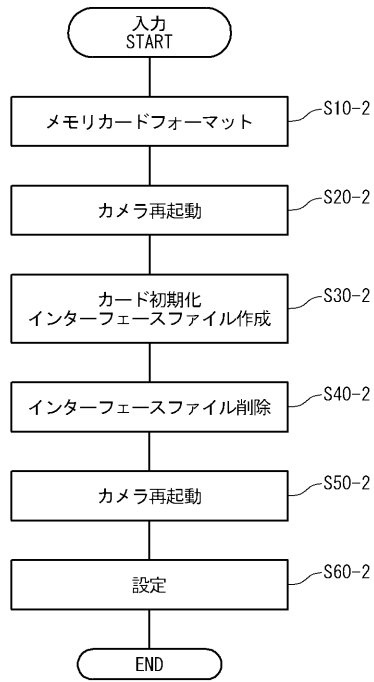 入力
START
メモリカードフォーマット
S10-2
カメラ再起動
S20-2
カード初期化
インターフェースファイル作成
S30-2
インターフェースファイル削除
S40-2
カメラ再起動
S50-2
設定
S60-2
END